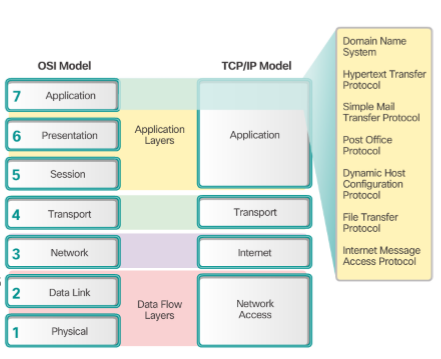 OSI Model
TCP/IP Model
7 Application
6 Presentation
5 Session
4 Transport
3 Network
2 Data Link
1 Physical
Application
Layers
Data Flow
Layers
Application
Transport
Internet
Network
Access
Domain Name
System
Hypertext Transfer
Protocol
Simple Mail
Transfer Protocol
Post Office
Protocol
Dynamic Host
Configuration
Protocol
File Transfer
Protocol
Internet Message
Access Protocol